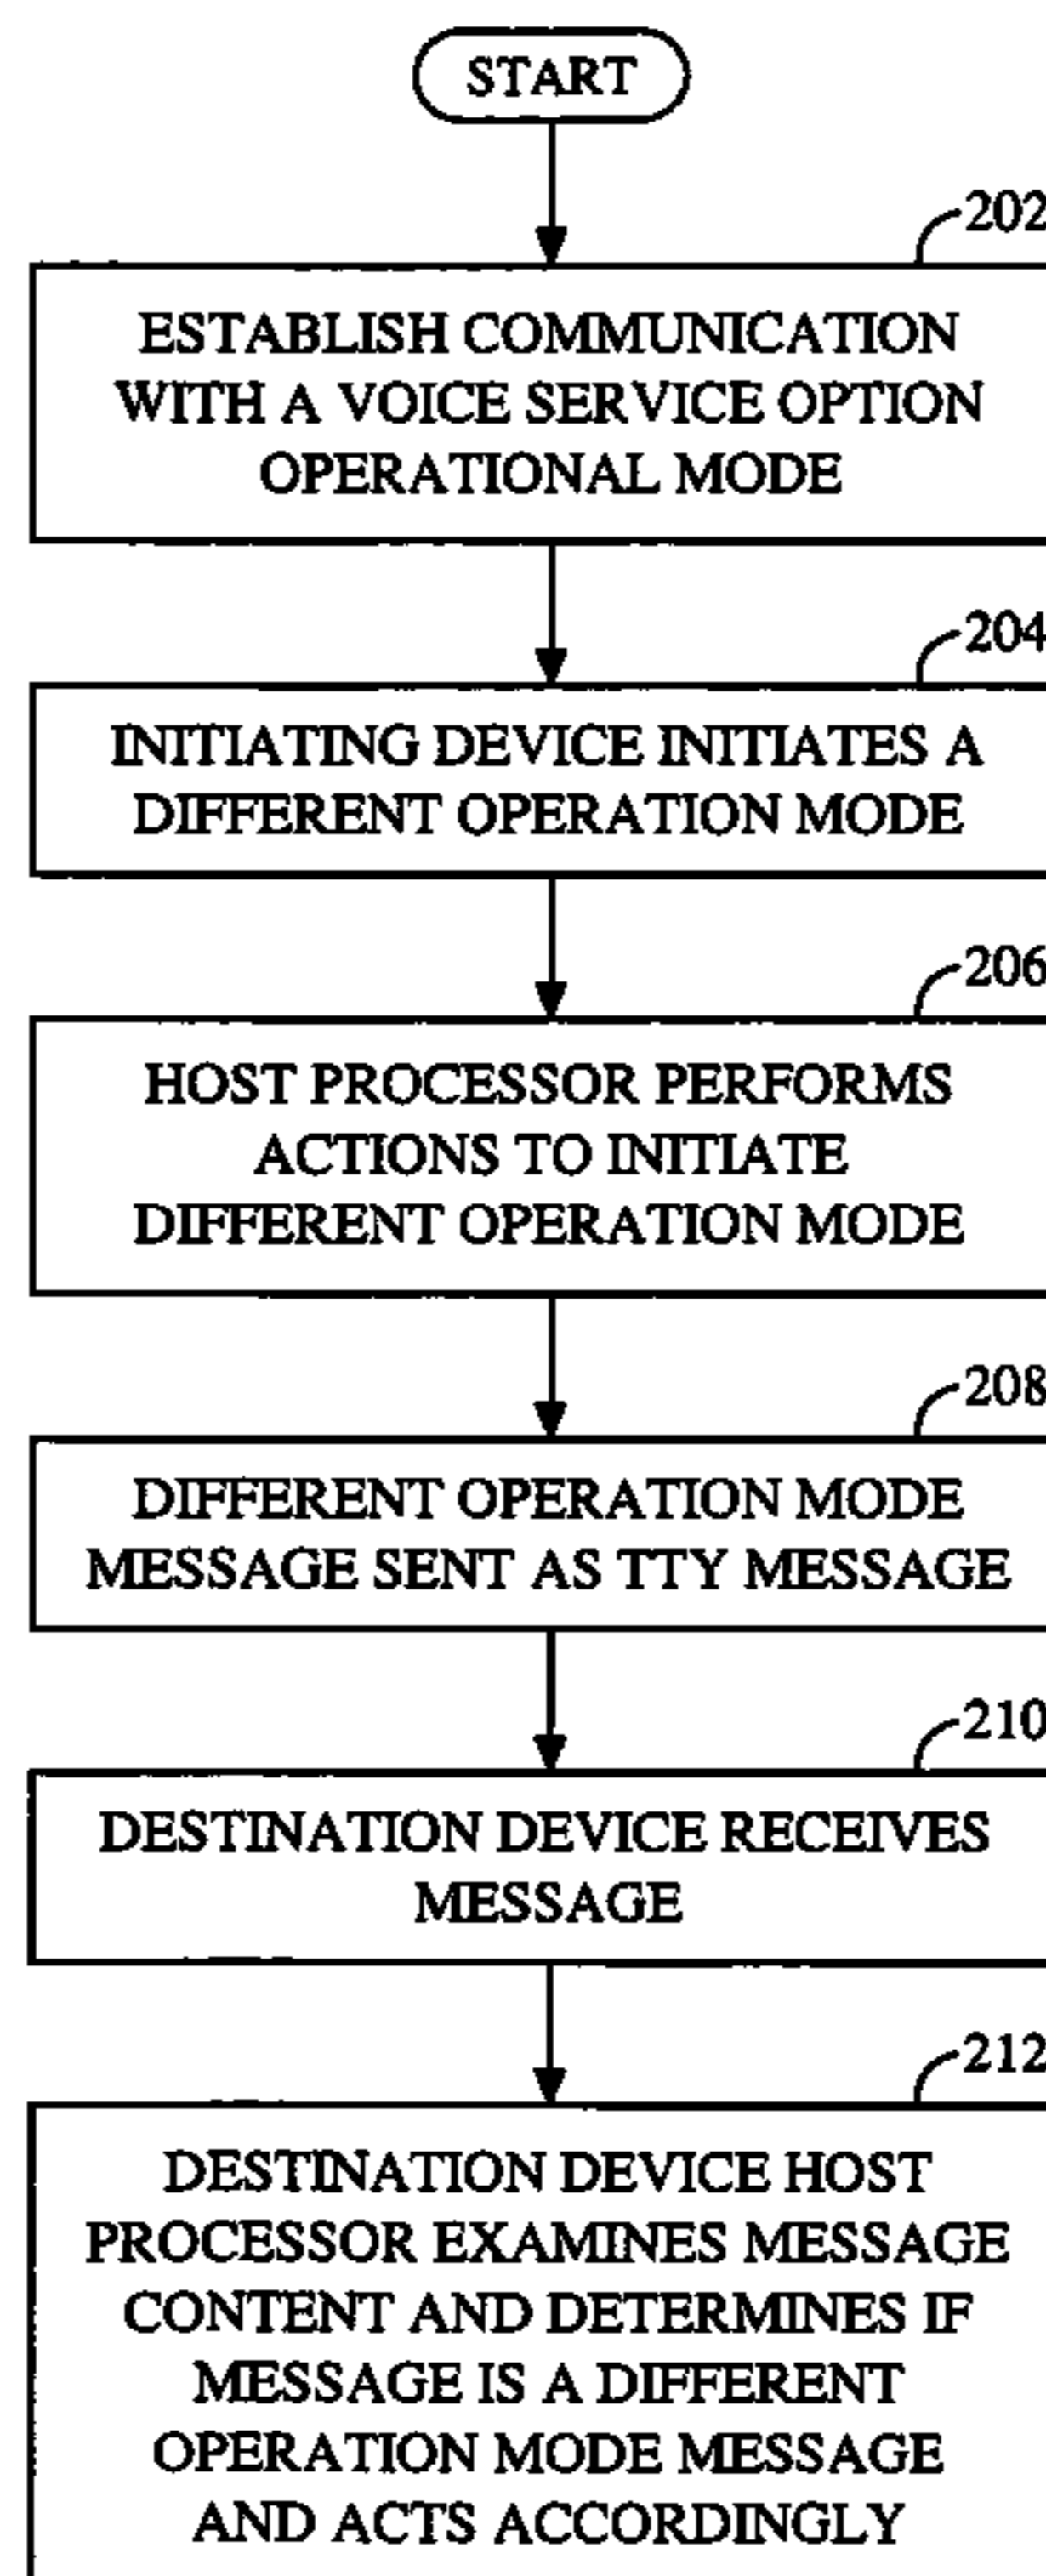 START
202
ESTABLISH COMMUNICATION
WITH A VOICE SERVICE OPTION
OPERATIONAL MODE
204
INITIATING DEVICE INITIATES A
DIFFERENT OPERATION MODE
206
HOST PROCESSOR PERFORMS
ACTIONS TO INITIATE
DIFFERENT OPERATION MODE
208
DIFFERENT OPERATION MODE
MESSAGE SENT AS TTY MESSAGE
210
DESTINATION DEVICE RECEIVES
MESSAGE
212
DESTINATION DEVICE HOST
PROCESSOR EXAMINES MESSAGE
CONTENT AND DETERMINES IF
MESSAGE IS A DIFFERENT
OPERATION MODE MESSAGE
AND ACTS ACCORDINGLY